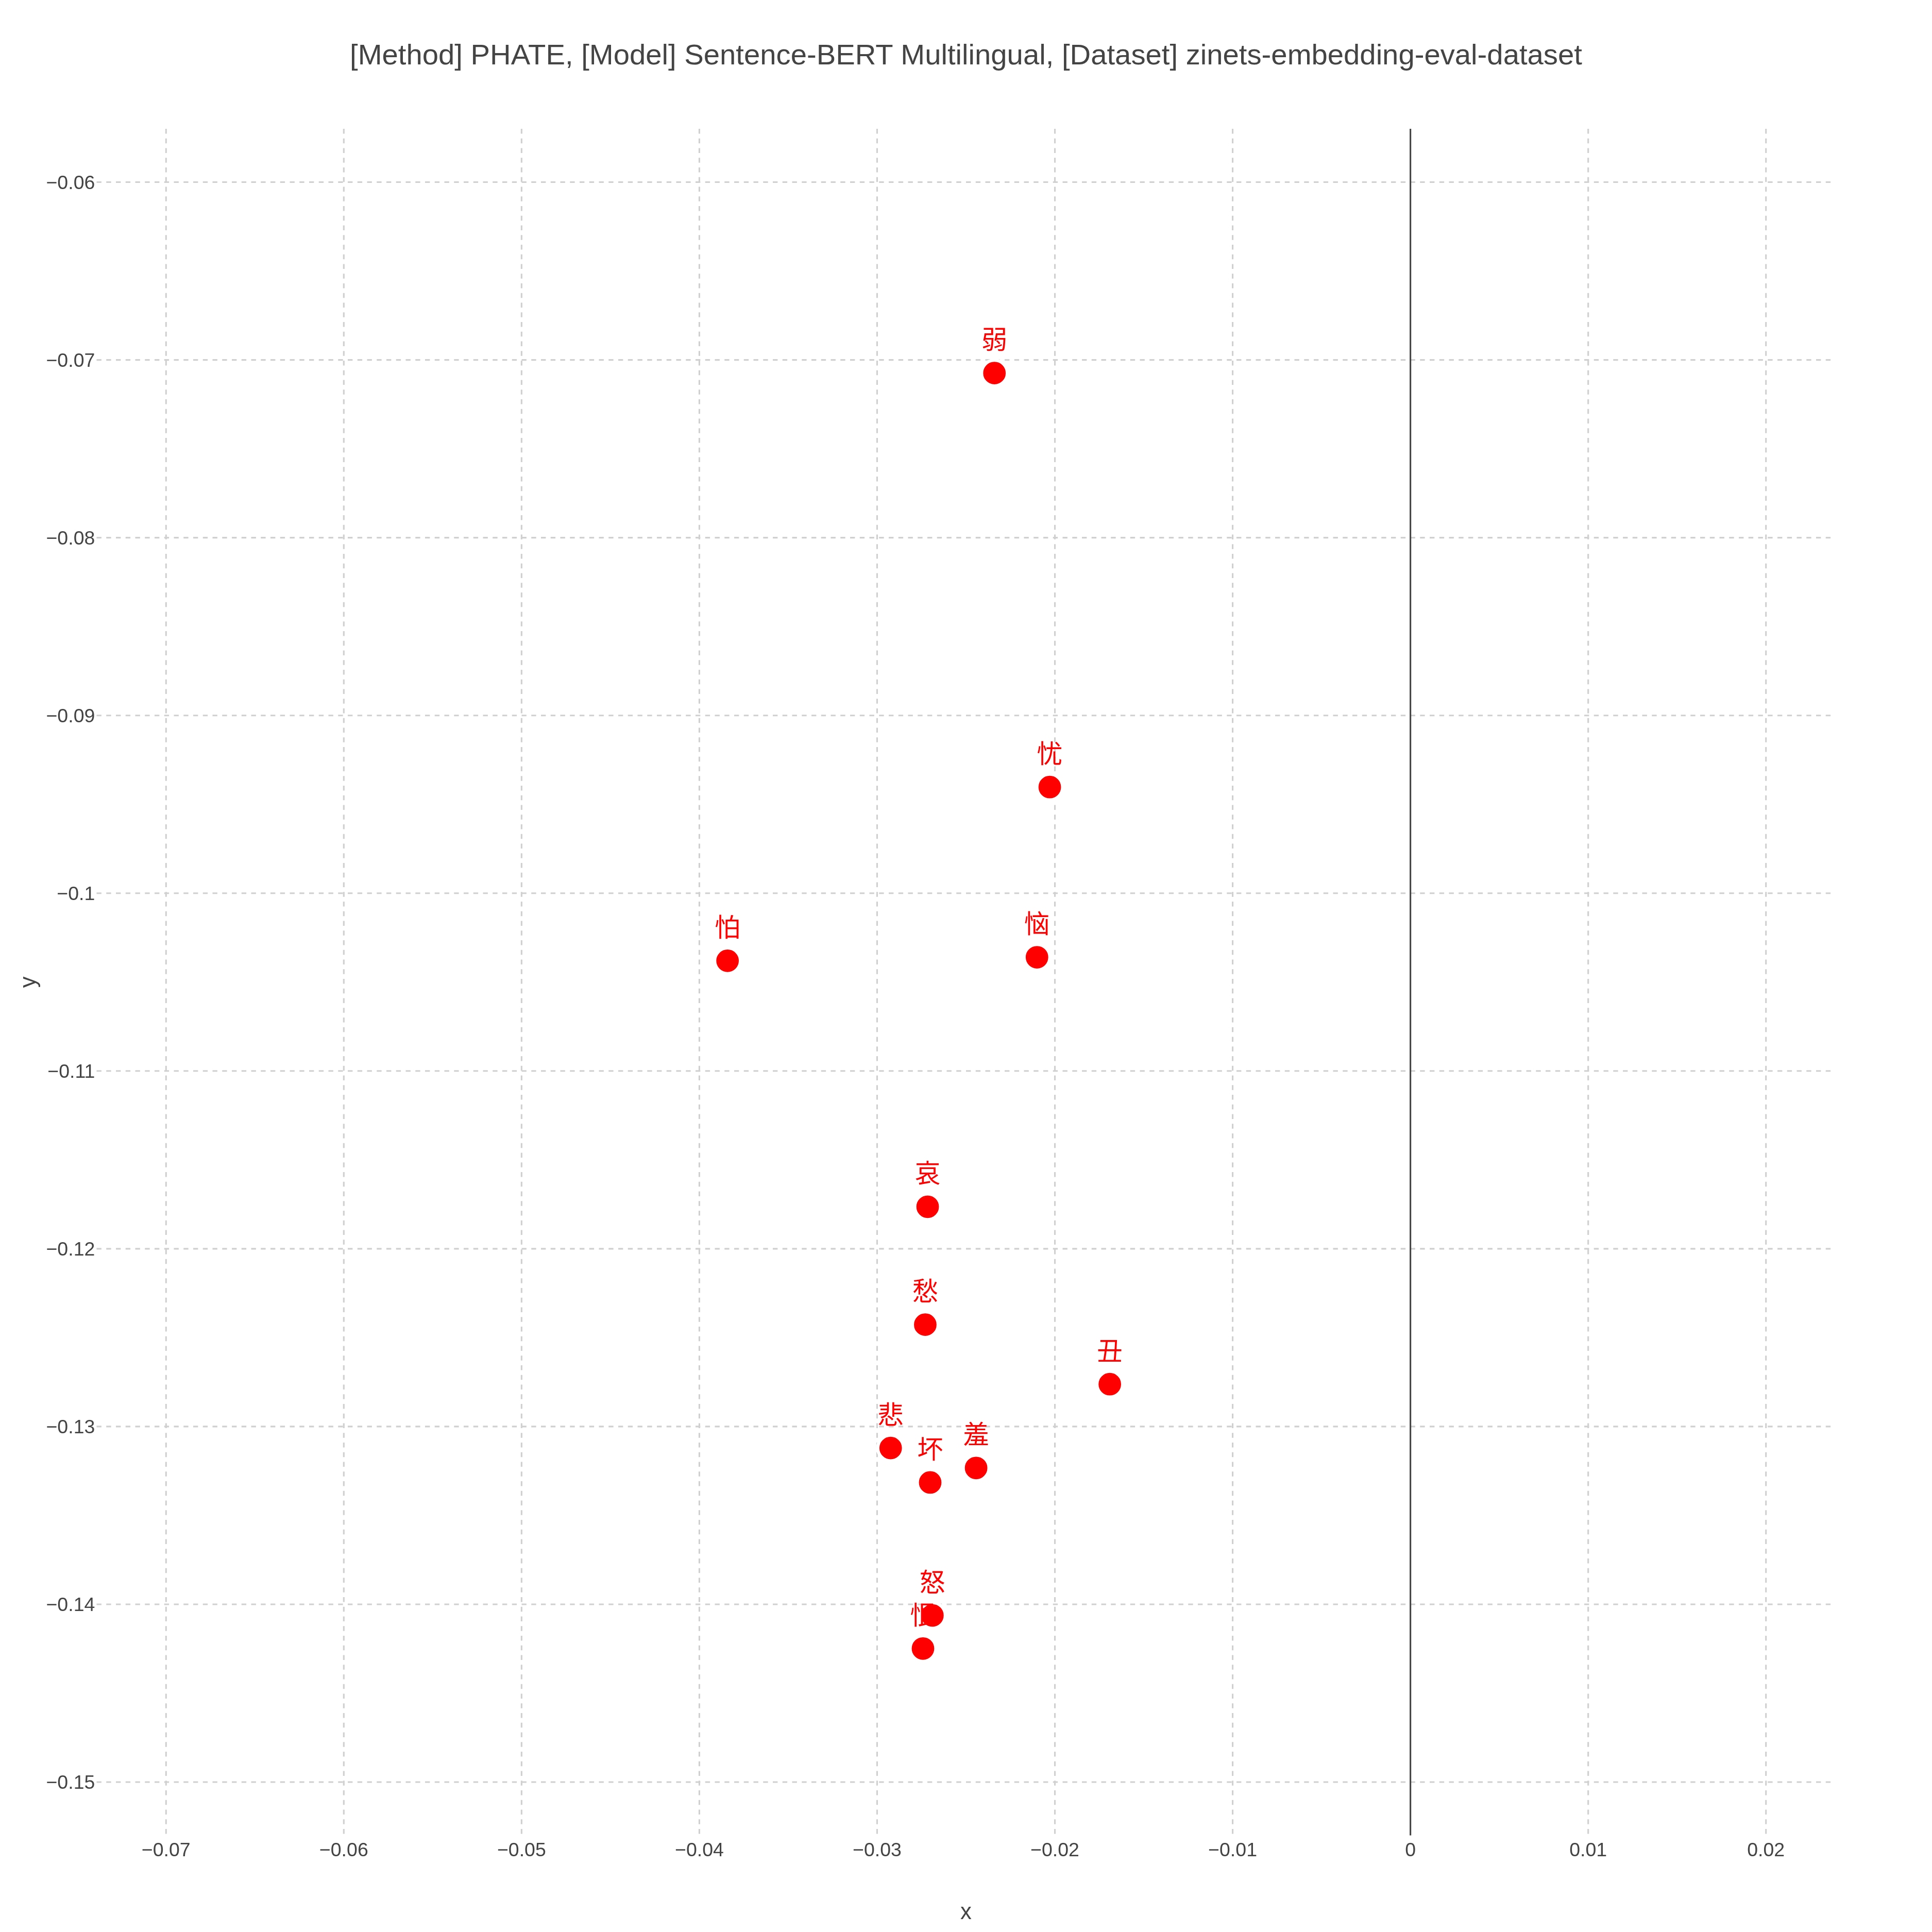 [Method] PHATE, [Model] Sentence-BERT Multilingual, [Dataset] zinets-embedding-eval-dataset
−0.06
弱
−0.07
−0.08
−0.09
忧
−0.1
怕
恼
y
−0.11
哀
−0.12
愁
丑
悲
−0.13
羞
坏
怒
−0.14
−0.15
−0.07 −0.06 −0.05 −0.04 −0.03 −0.02 −0.01 0 0.01 0.02
x